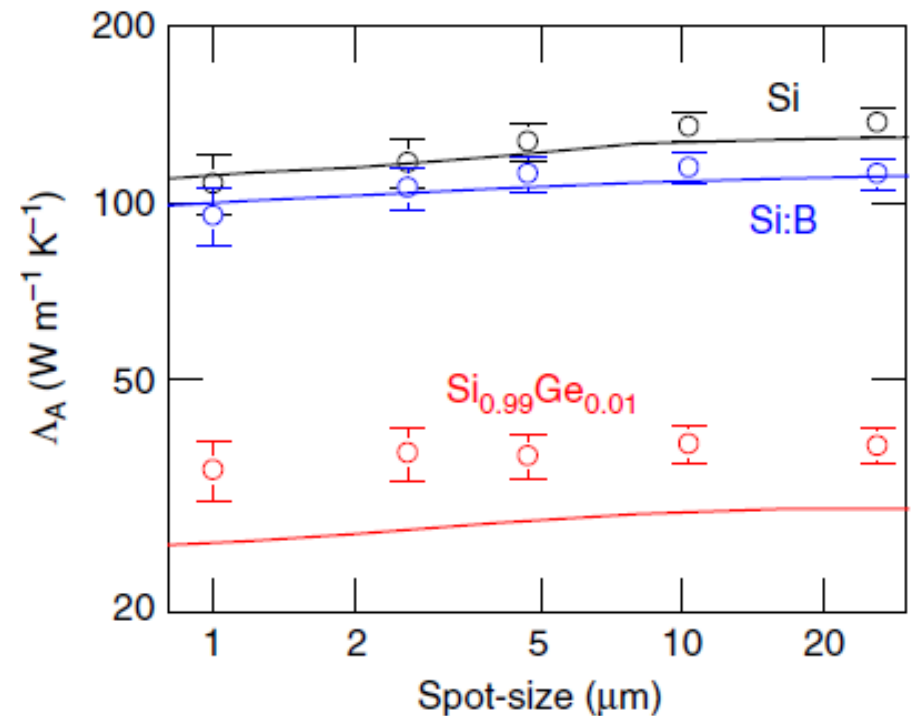 200
100
50
20
Λ_A (W m⁻¹ K⁻¹)
Si
Si:B
Si₀.₉₉Ge₀.₀₁
1 2 5 10 20
Spot-size (μm)